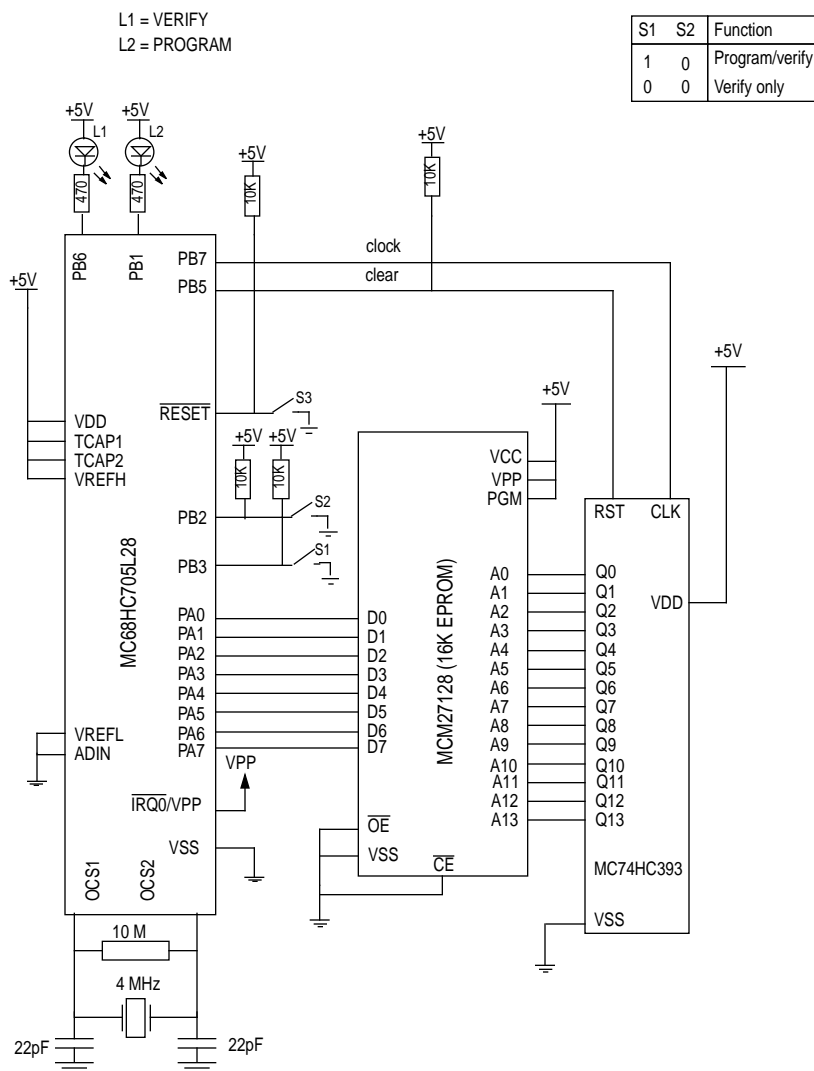 L1 = VERIFY
L2 = PROGRAM
S1 S2 Function
1 0 Program/verify
0 0 Verify only
+5V +5V
L1 L2
470 470
+5V
10K
+5V
10K
PB6 PB1
PB7 clock
PB5 clear
+5V
+5V
RESET S3
VDD
TCAP1
TCAP2
VREFH
+5V +5V
10K 10K
PB2 S2
PB3 S1
MC68HC705L28
PA0
PA1
PA2
PA3
PA4
PA5
PA6
PA7
VREFL
ADIN
VPP
IRQ0/VPP
VSS
OCS1 OCS2
10 M
4 MHz
22pF 22pF
+5V
VCC
VPP
PGM
D0
D1
D2
D3
D4
D5
D6
D7
MCM27128 (16K EPROM)
A0
A1
A2
A3
A4
A5
A6
A7
A8
A9
A10
A11
A12
A13
OE
VSS
CE
RST CLK
VDD
Q0
Q1
Q2
Q3
Q4
Q5
Q6
Q7
Q8
Q9
Q10
Q11
Q12
Q13
MC74HC393
VSS